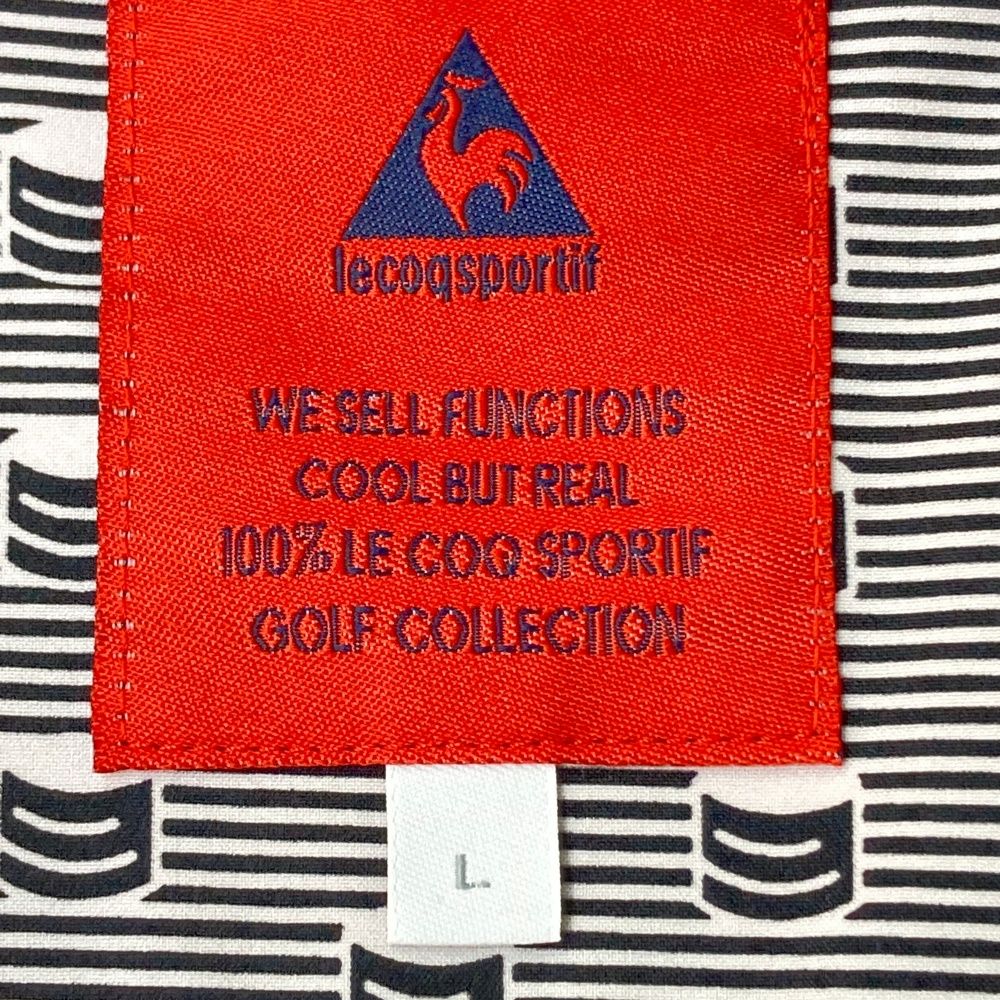 lecoqsportif
WE SELL FUNCTIONS
COOL BUT REAL
100% LE COQ SPORTIF
GOLF COLLECTION
L